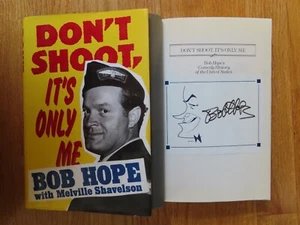 DON'T SHOOT,
IT'S
ONLY
ME
BOB HOPE
with Melville Shavelson
DON'T SHOOT, IT'S ONLY ME
Bob Hope's
Comedy History
of the United States
Bob Hope